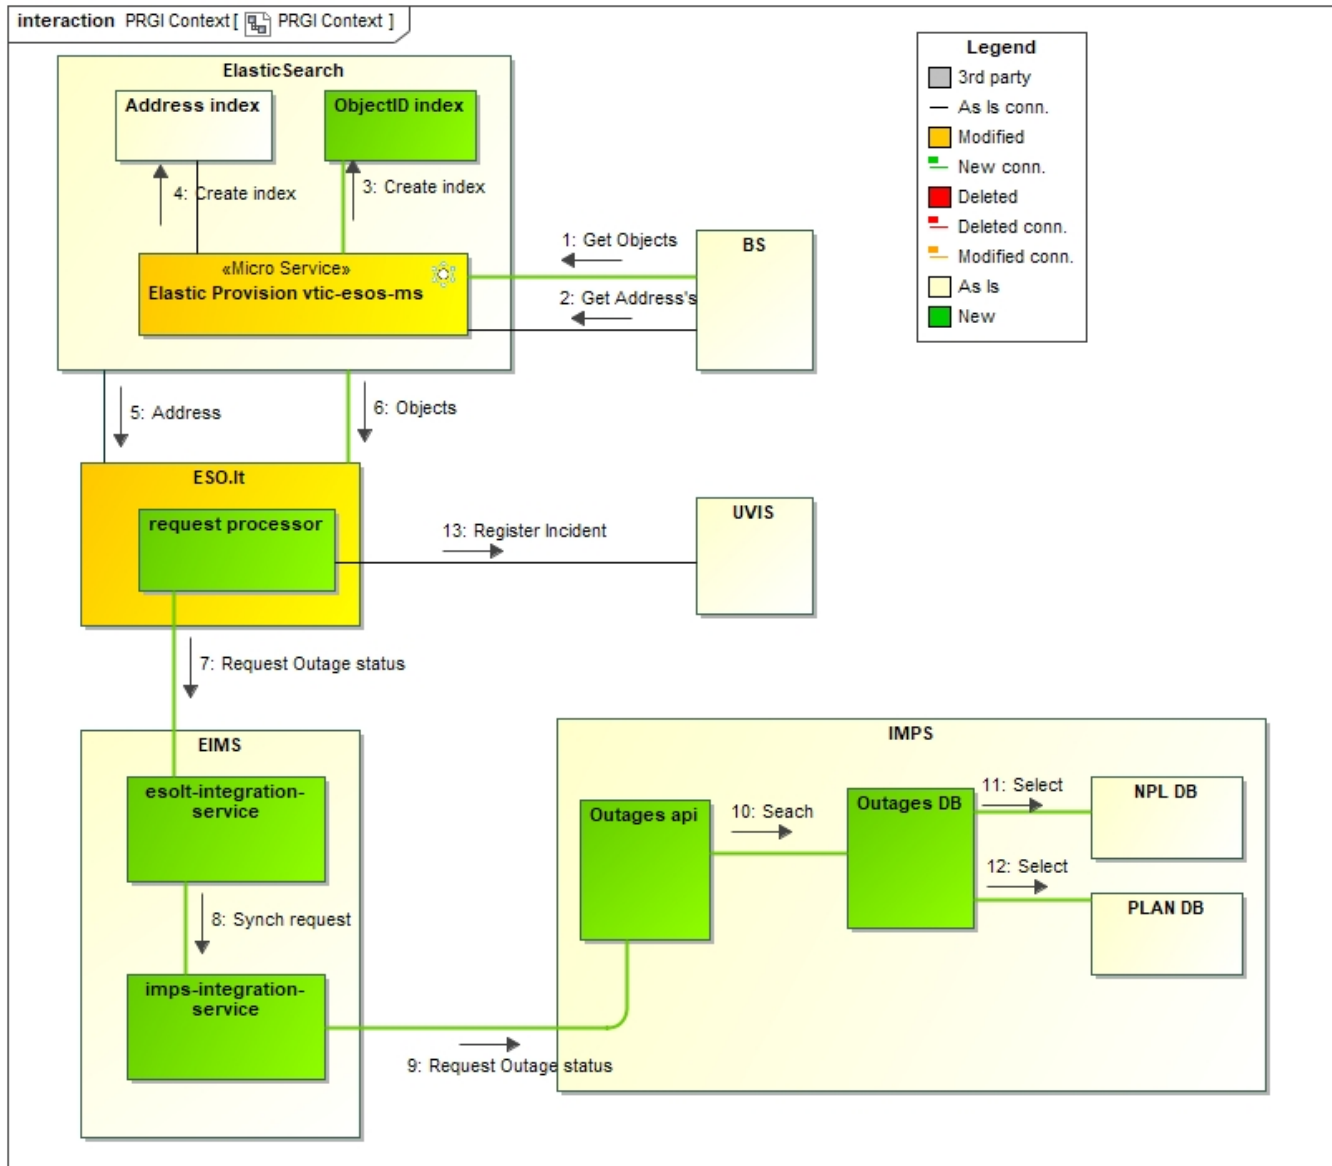 interaction PRGI Context [ PRGI Context ]
Legend
3rd party
As Is conn.
Modified
New conn.
Deleted
Deleted conn.
Modified conn.
As Is
New
ElasticSearch
Address index
ObjectID index
4: Create index
3: Create index
«Micro Service»
Elastic Provision vtic-esos-ms
1: Get Objects
2: Get Address's
BS
5: Address
6: Objects
ESO.lt
request processor
13: Register Incident
UVIS
7: Request Outage status
EIMS
esolt-integration-
service
8: Synch request
imps-integration-
service
9: Request Outage status
IMPS
Outages api
10: Seach
Outages DB
11: Select
NPL DB
12: Select
PLAN DB